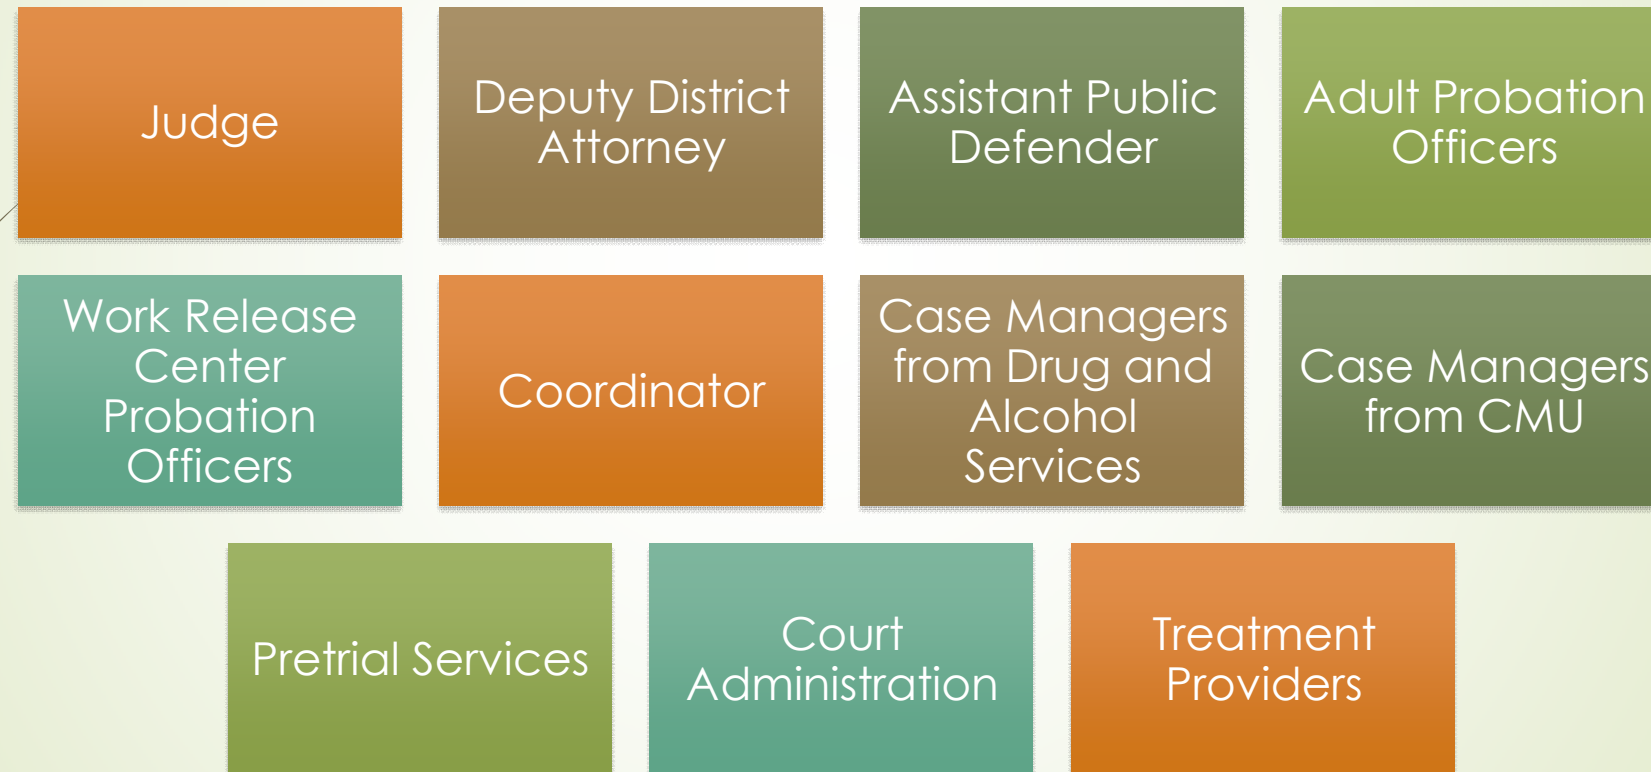 Judge
Deputy District
Attorney
Assistant Public
Defender
Adult Probation
Officers
Work Release
Center
Probation
Officers
Coordinator
Case Managers
from Drug and
Alcohol
Services
Case Managers
from CMU
Pretrial Services
Court
Administration
Treatment
Providers